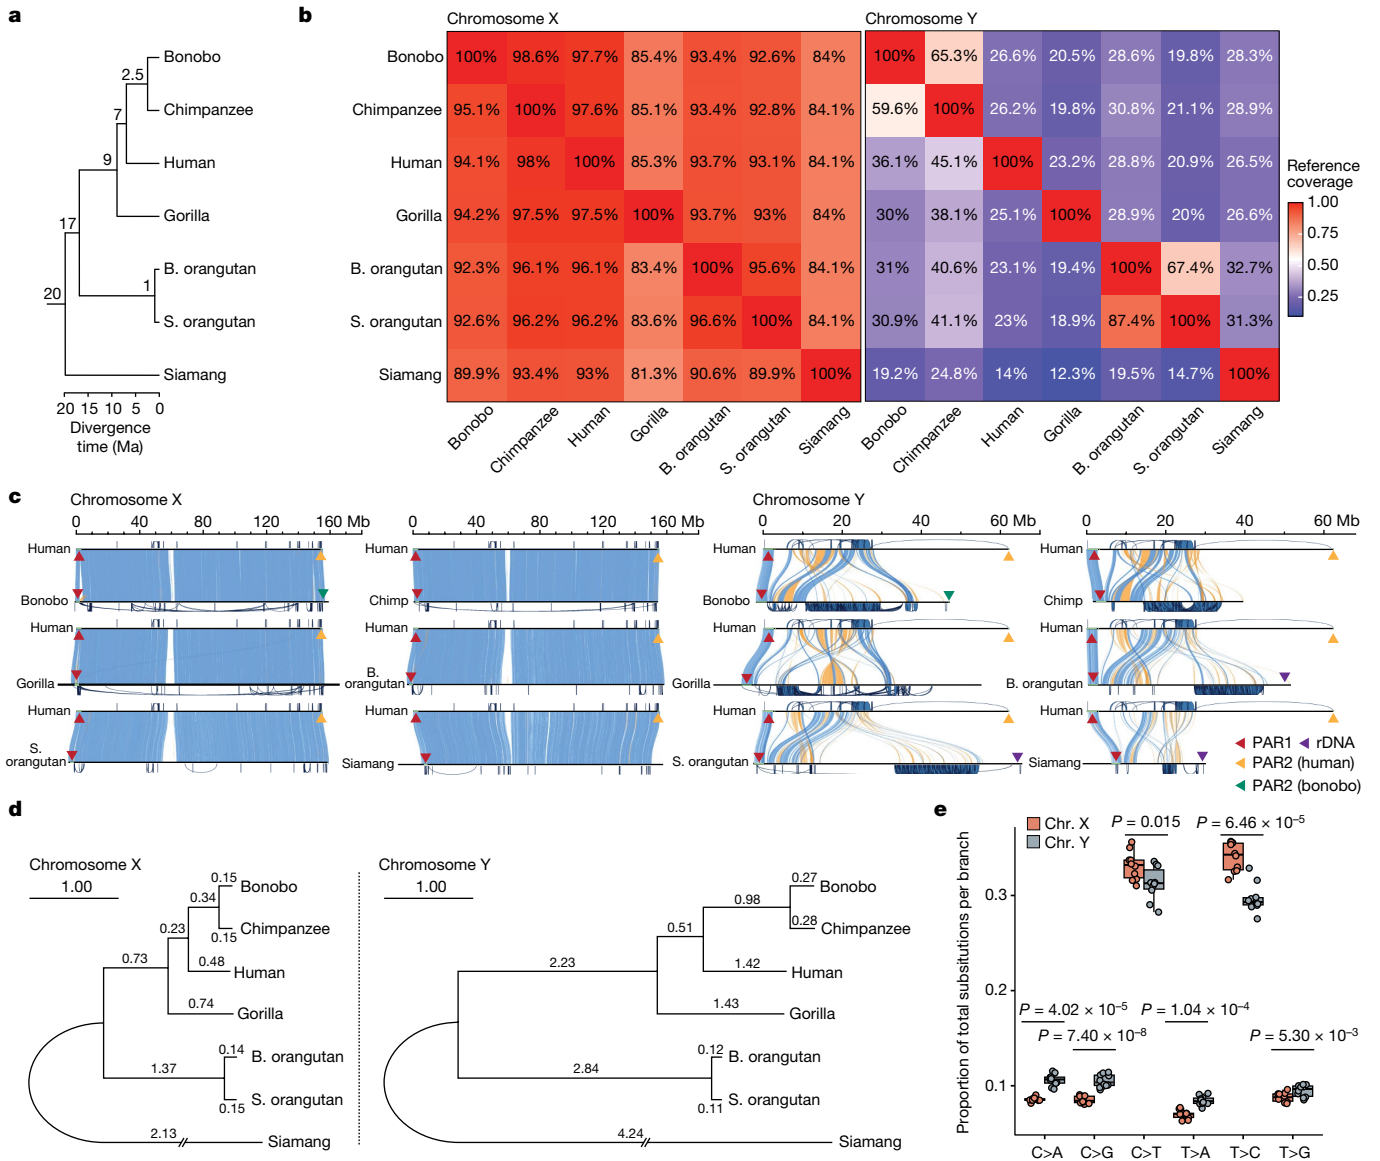 a
Bonobo
2.5
Chimpanzee
7
Human
9
Gorilla
17
B. orangutan
1
20
S. orangutan
Siamang
20 15 10 5 0
Divergence
time (Ma)
b
Chromosome X
Chromosome Y
Bonobo 100% 98.6% 97.7% 85.4% 93.4% 92.6% 84% 100% 65.3% 26.6% 20.5% 28.6% 19.8% 28.3%
Chimpanzee 95.1% 100% 97.6% 85.1% 93.4% 92.8% 84.1% 59.6% 100% 26.2% 19.8% 30.8% 21.1% 28.9%
Human 94.1% 98% 100% 85.3% 93.7% 93.1% 84.1% 36.1% 45.1% 100% 23.2% 28.8% 20.9% 26.5%
Gorilla 94.2% 97.5% 97.5% 100% 93.7% 93% 84% 30% 38.1% 25.1% 100% 28.9% 20% 26.6%
B. orangutan 92.3% 96.1% 96.1% 83.4% 100% 95.6% 84.1% 31% 40.6% 23.1% 19.4% 100% 67.4% 32.7%
S. orangutan 92.6% 96.2% 96.2% 83.6% 96.6% 100% 84.1% 30.9% 41.1% 23% 18.9% 87.4% 100% 31.3%
Siamang 89.9% 93.4% 93% 81.3% 90.6% 89.9% 100% 19.2% 24.8% 14% 12.3% 19.5% 14.7% 100%
Bonobo Chimpanzee Human Gorilla B. orangutan S. orangutan Siamang Bonobo Chimpanzee Human Gorilla B. orangutan S. orangutan Siamang
Reference
coverage
1.00
0.75
0.50
0.25
c
Chromosome X
Chromosome Y
0 40 80 120 160 Mb
0 40 80 120 160 Mb
0 20 40 60 Mb
0 20 40 60 Mb
Human
Bonobo
Human
Chimp
Human
Bonobo
Human
Chimp
Human
Gorilla
Human
B.
orangutan
Human
Gorilla
Human
B. orangutan
Human
S.
orangutan
Human
Siamang
Human
S. orangutan
Human
Siamang
PAR1
rDNA
PAR2 (human)
PAR2 (bonobo)
d
Chromosome X
1.00
0.15
Bonobo
0.34
0.15
Chimpanzee
0.23
0.48
Human
0.73
0.74
Gorilla
0.14
B. orangutan
1.37
0.15
S. orangutan
2.13
Siamang
Chromosome Y
1.00
0.27
Bonobo
0.98
0.28
Chimpanzee
0.51
1.42
Human
2.23
1.43
Gorilla
0.12
B. orangutan
2.84
0.11
S. orangutan
4.24
Siamang
e
Chr. X
Chr. Y
P = 0.015
P = 6.46 × 10−5
P = 4.02 × 10−5
P = 1.04 × 10−4
P = 7.40 × 10−8
P = 5.30 × 10−3
Proportion of total subsitutions per branch
0.3
0.2
0.1
C>A C>G C>T T>A T>C T>G